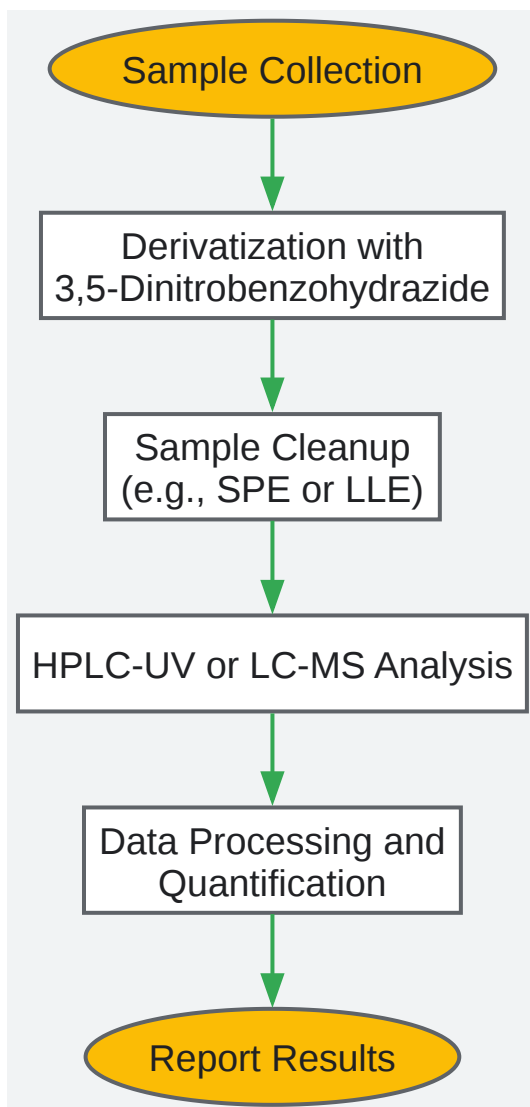 Sample Collection
Derivatization with
3,5-Dinitrobenzohydrazide
Sample Cleanup
(e.g., SPE or LLE)
HPLC-UV or LC-MS Analysis
Data Processing and
Quantification
Report Results